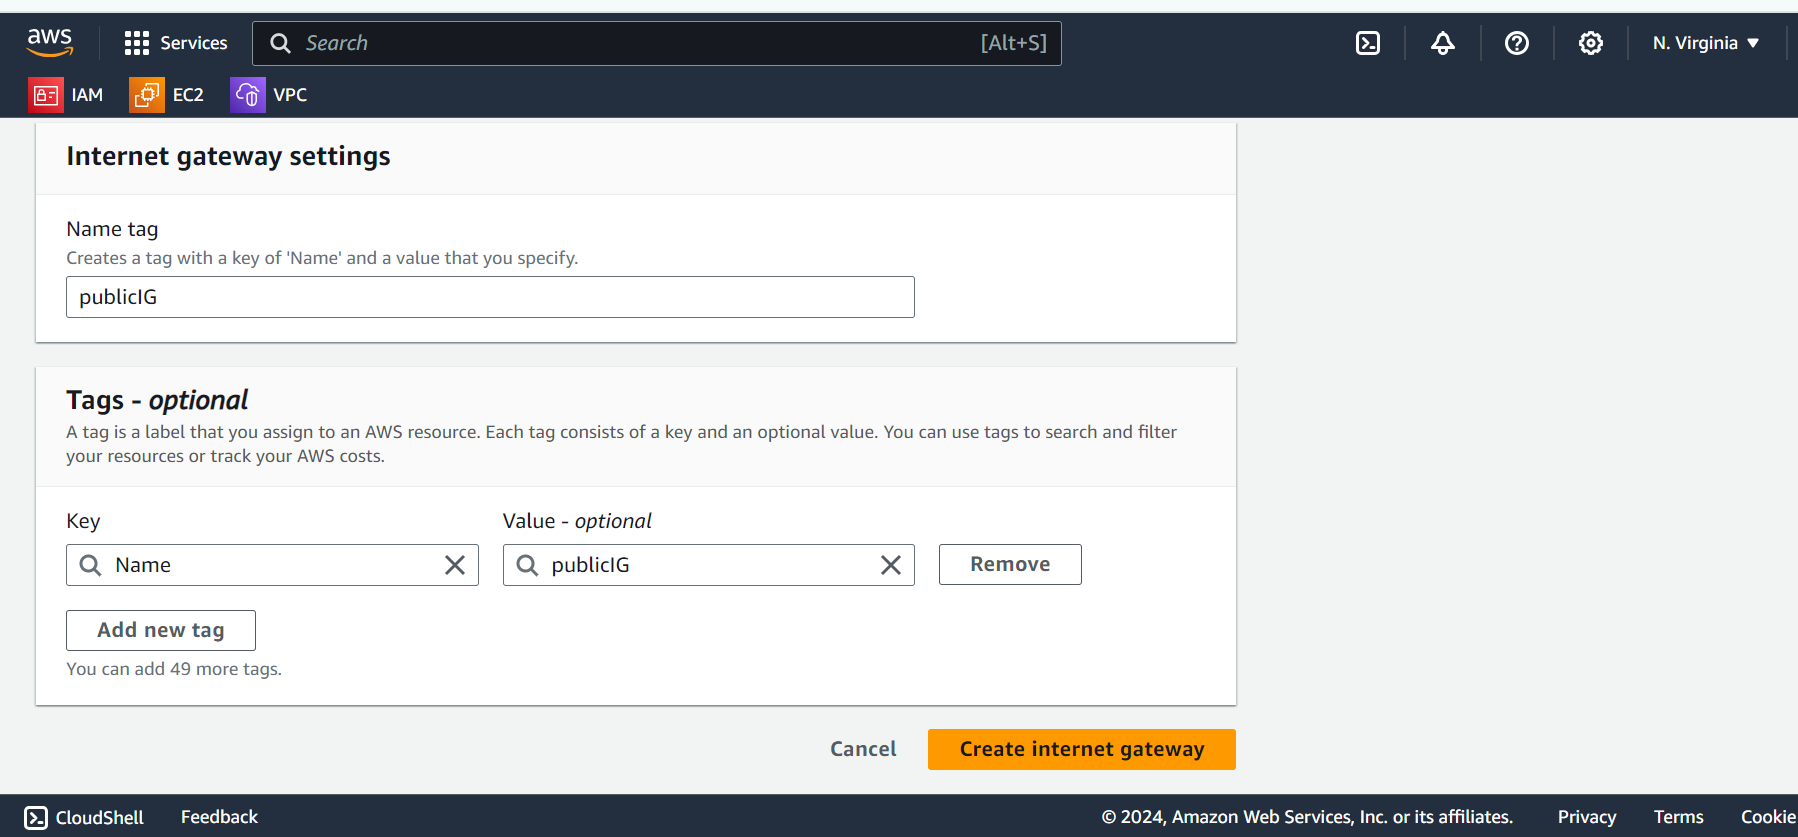 aws
Services
Search [Alt+S]
N. Virginia
IAM EC2 VPC
Internet gateway settings
Name tag
Creates a tag with a key of 'Name' and a value that you specify.
publicIG
Tags - optional
A tag is a label that you assign to an AWS resource. Each tag consists of a key and an optional value. You can use tags to search and filter
your resources or track your AWS costs.
Key Value - optional
Name publicIG Remove
Add new tag
You can add 49 more tags.
Cancel Create internet gateway
CloudShell Feedback © 2024, Amazon Web Services, Inc. or its affiliates. Privacy Terms Cookie